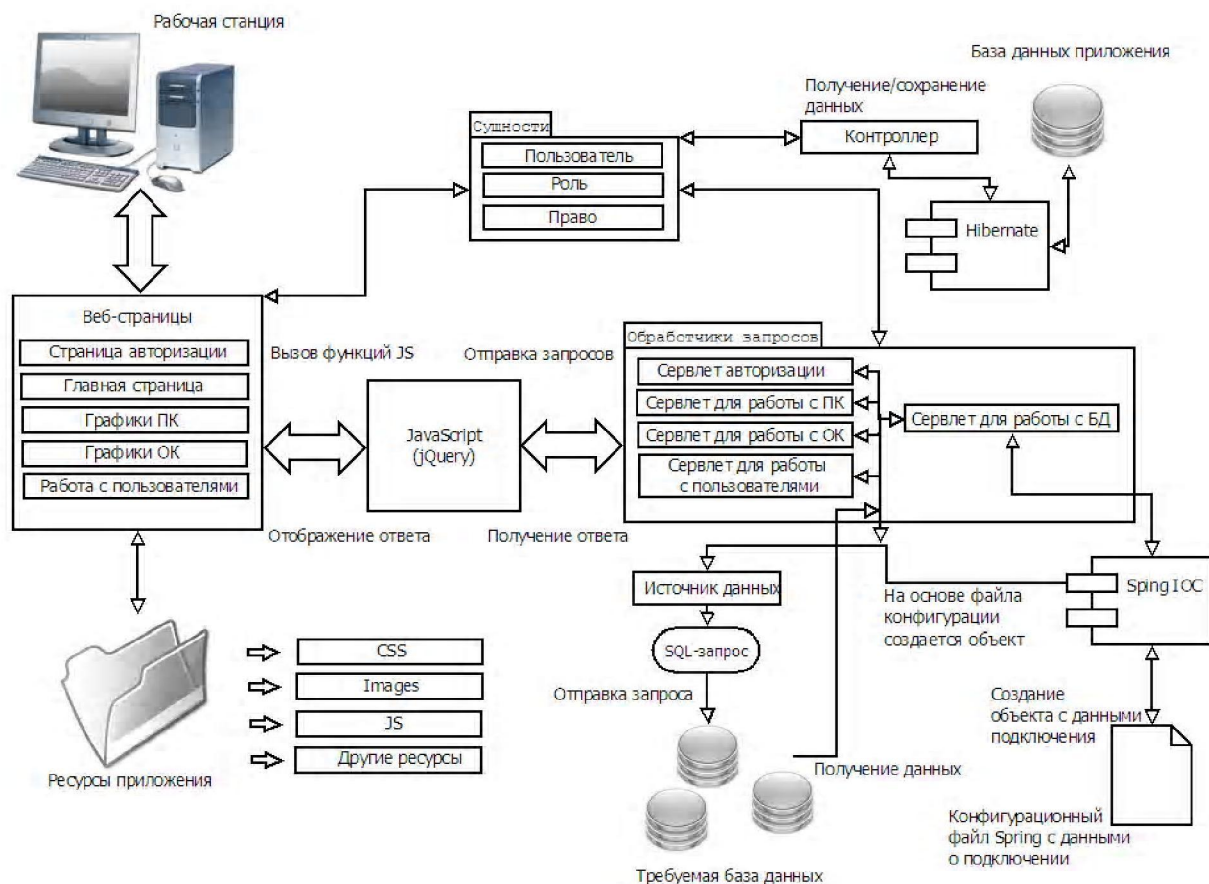 Рабочая станция
База данных приложения
Получение/сохранение
данных
Контроллер
Сущности
Пользователь
Роль
Право
Hibernate
Веб-страницы
Страница авторизации
Главная страница
Графики ПК
Графики ОК
Работа с пользователями
Вызов функций JS
Отправка запросов
JavaScript
(jQuery)
Отображение ответа
Получение ответа
Обработчики запросов
Сервлет авторизации
Сервлет для работы с ПК
Сервлет для работы с ОК
Сервлет для работы
с пользователями
Сервлет для работы с БД
Источник данных
SQL-запрос
Отправка запроса
На основе файла
конфигурации
создается объект
Sping IOC
Создание
объекта с данными
подключения
Получение данных
Конфигурационный
файл Spring с данными
о подключении
Требуемая база данных
CSS
Images
JS
Другие ресурсы
Ресурсы приложения